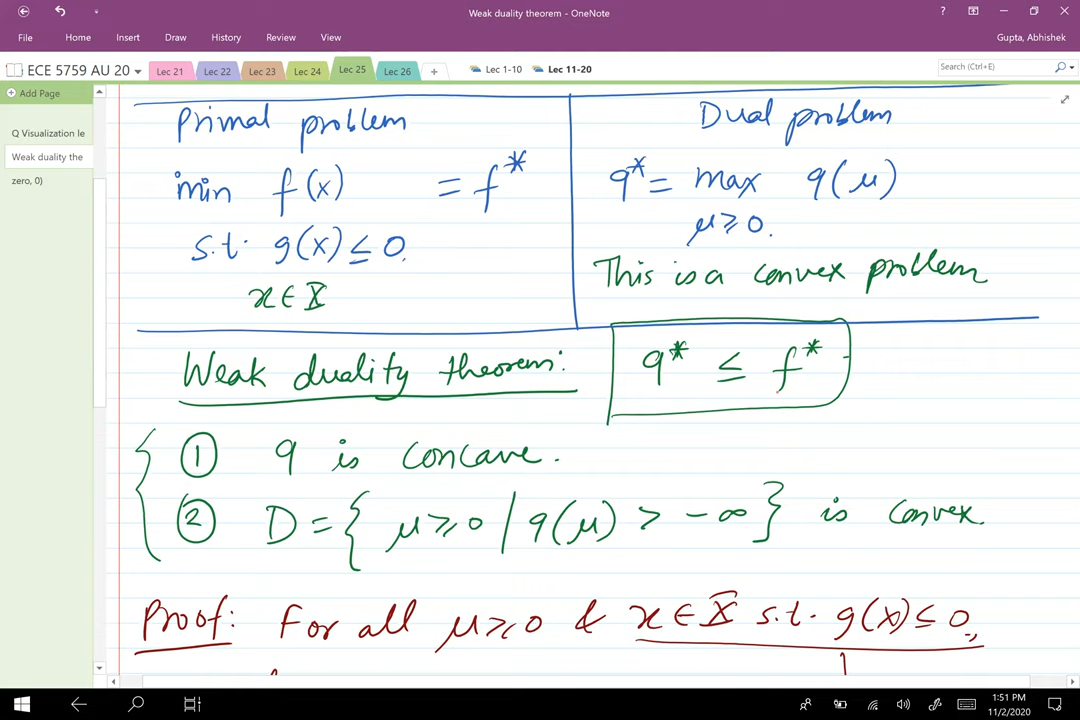 Weak duality theorem - OneNote
Gupta, Abhishek
File Home Insert Draw History Review View
ECE 5759 AU 20 Lec 21 Lec 22 Lec 23 Lec 24 Lec 25 Lec 26 + Lec 1-10 Lec 11-20 Search (Ctrl+E)
Add Page
Q Visualization le
Weak duality the
zero, 0)
Primal problem
min f(x) = f*
s.t. g(x) ≤ 0.
x ∈ X
Dual problem
q* = max q(μ)
μ ≥ 0.
This is a convex problem
Weak duality theorem: q* ≤ f*
① q is concave.
② D = { μ ≥ 0 | q(μ) > -∞ } is convex.
Proof: For all μ ≥ 0 & x ∈ X s.t. g(x) ≤ 0,
1:51 PM
11/2/2020